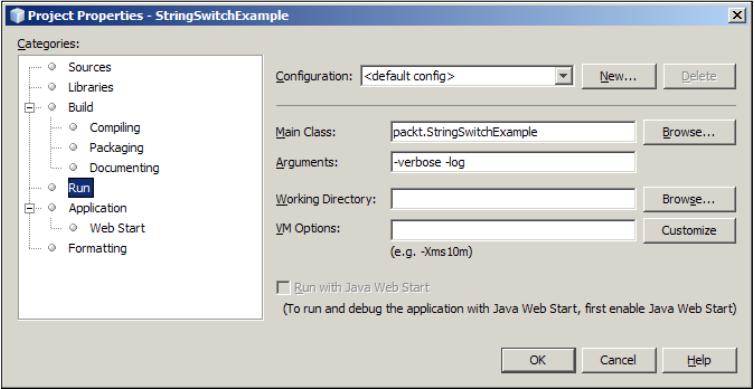 Project Properties - StringSwitchExample
Categories:
Sources
Libraries
Build
Compiling
Packaging
Documenting
Run
Application
Web Start
Formatting
Configuration: <default config> New... Delete
Main Class: packt.StringSwitchExample Browse...
Arguments: -verbose -log
Working Directory: Browse...
VM Options: Customize
(e.g. -Xms10m)
Run with Java Web Start
(To run and debug the application with Java Web Start, first enable Java Web Start)
OK Cancel Help